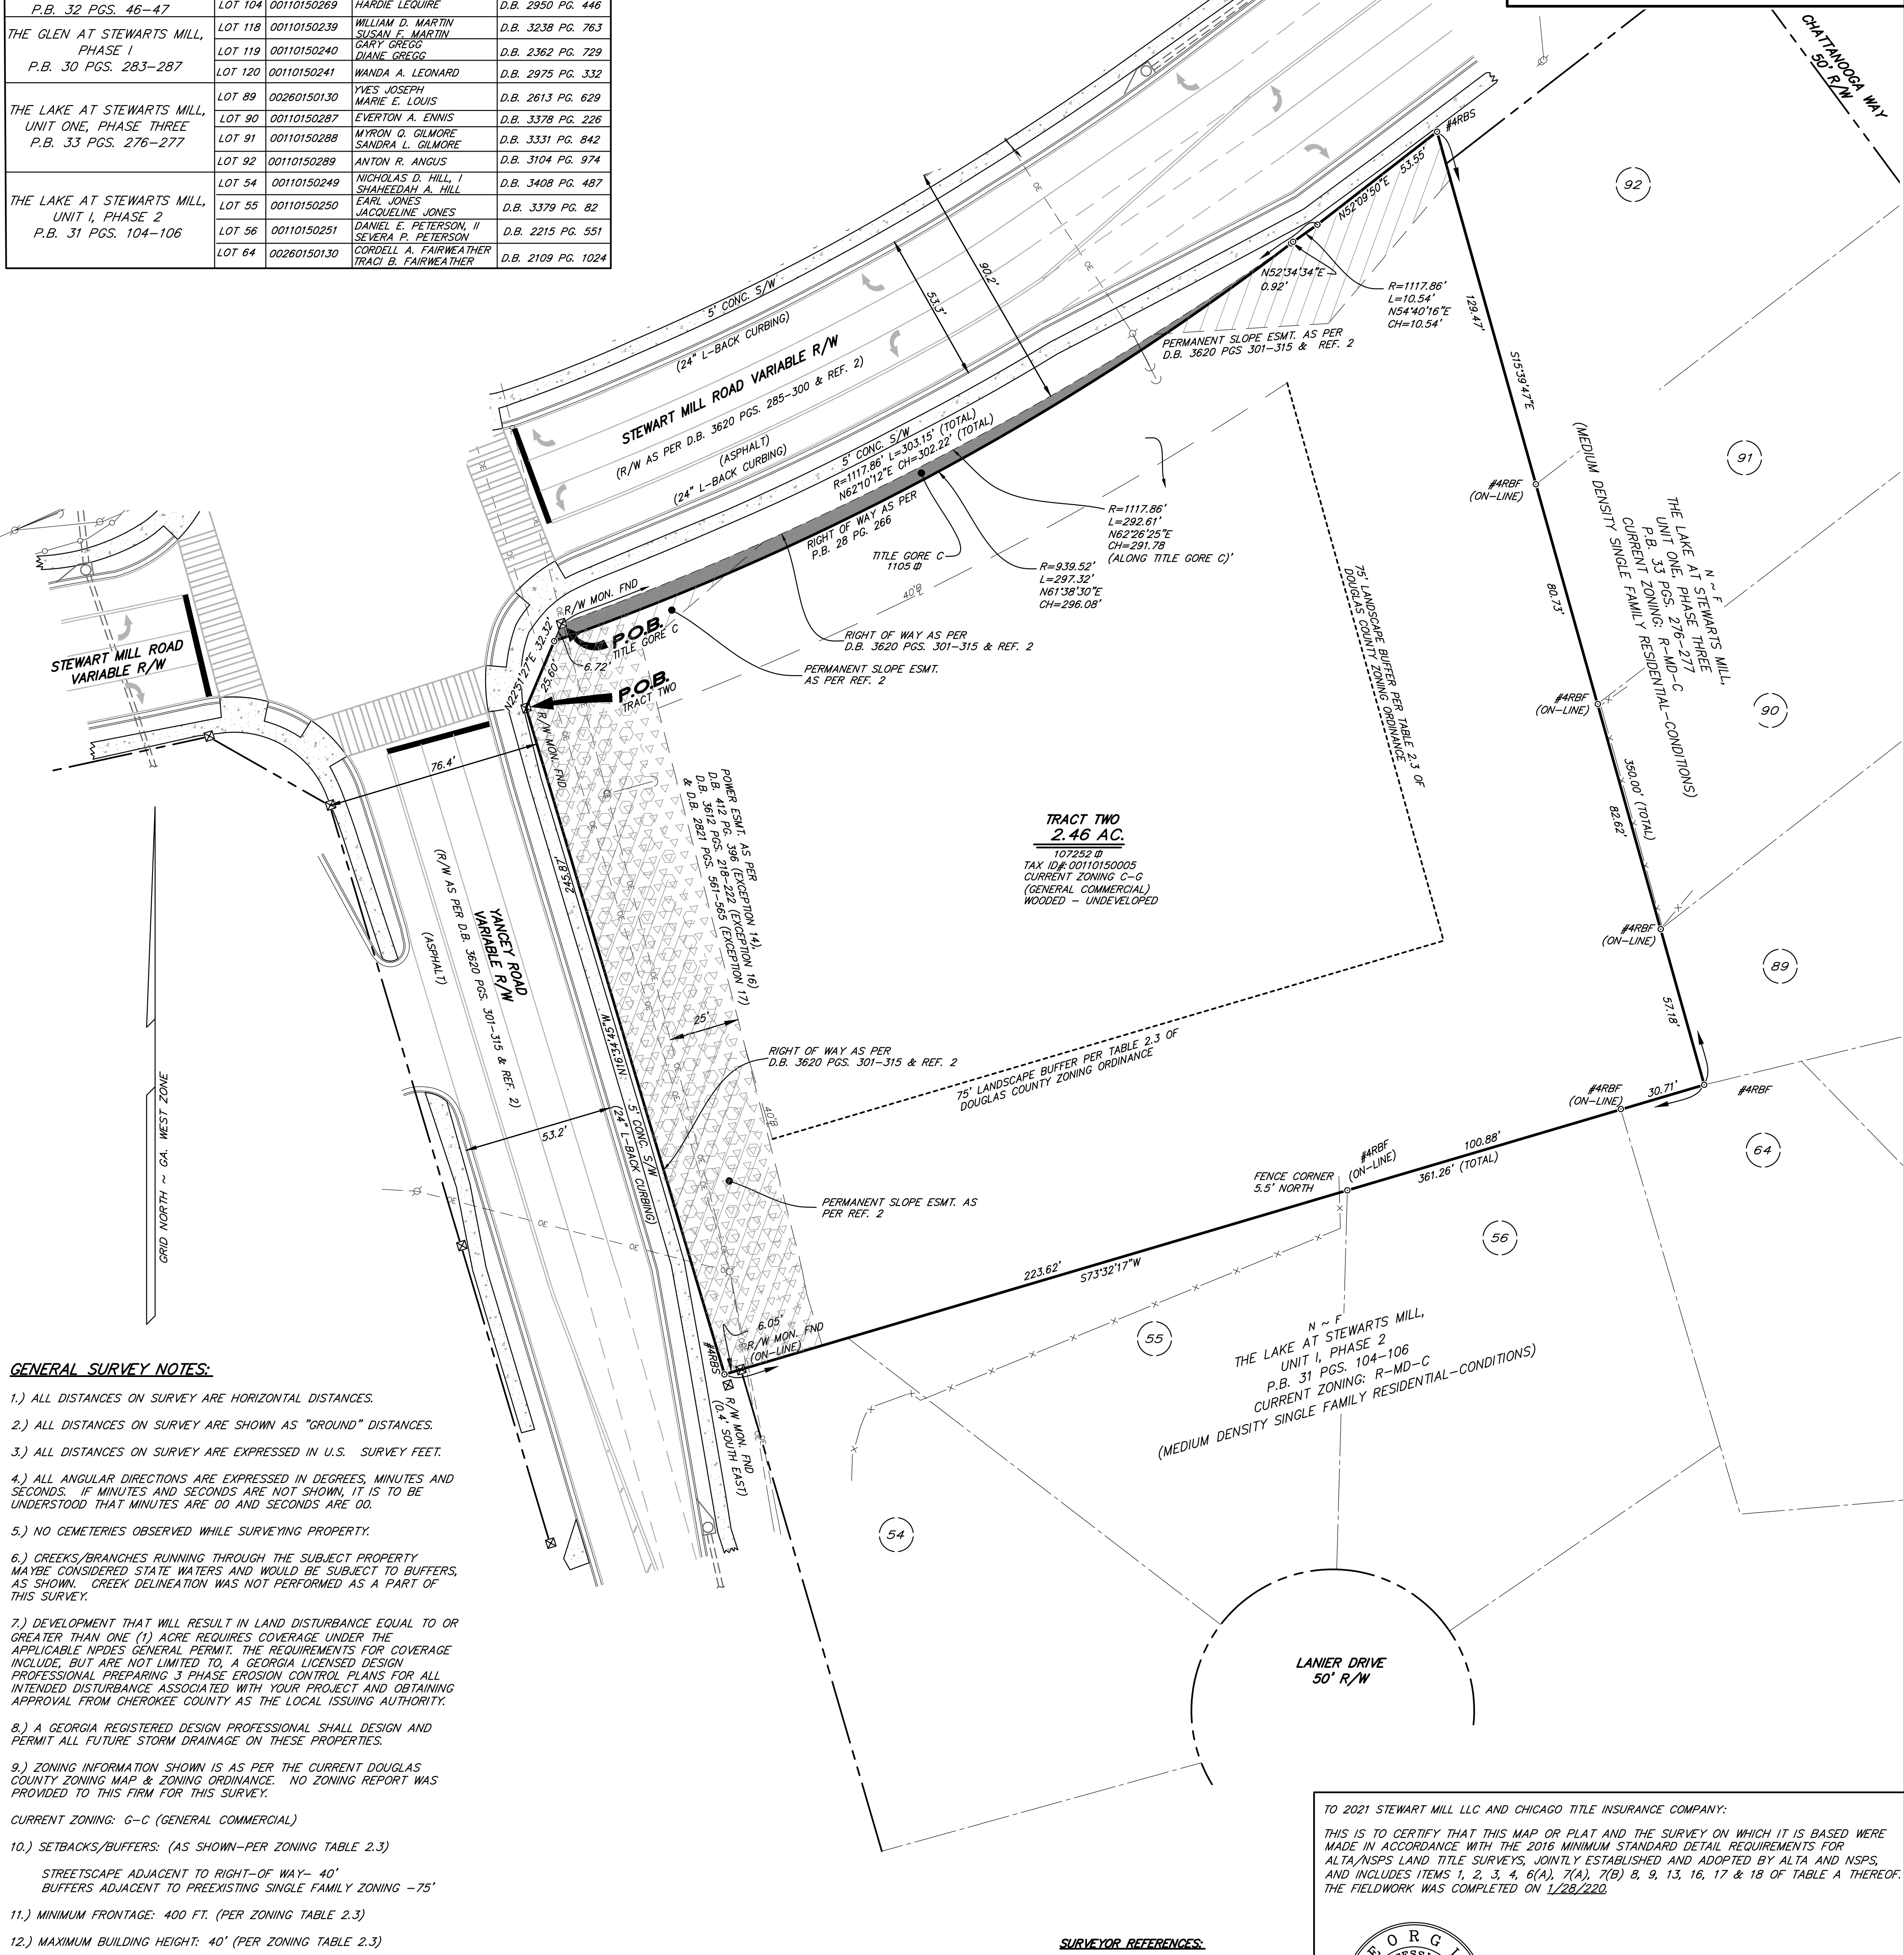 P.B. 32 PGS. 46-47
LOT 104 00110150269 HARDIE LEQUIRE D.B. 2950 PG. 446
THE GLEN AT STEWARTS MILL,
PHASE I
P.B. 30 PGS. 283-287
LOT 118 00110150239 WILLIAM D. MARTIN
SUSAN F. MARTIN D.B. 3238 PG. 763
LOT 119 00110150240 GARY GREGG
DIANE GREGG D.B. 2362 PG. 729
LOT 120 00110150241 WANDA A. LEONARD D.B. 2975 PG. 332
THE LAKE AT STEWARTS MILL,
UNIT ONE, PHASE THREE
P.B. 33 PGS. 276-277
LOT 89 00260150130 YVES JOSEPH
MARIE E. LOUIS D.B. 2613 PG. 629
LOT 90 00110150287 EVERTON A. ENNIS D.B. 3378 PG. 226
LOT 91 00110150288 MYRON Q. GILMORE
SANDRA L. GILMORE D.B. 3331 PG. 842
LOT 92 00110150289 ANTON R. ANGUS D.B. 3104 PG. 974
THE LAKE AT STEWARTS MILL,
UNIT I, PHASE 2
P.B. 31 PGS. 104-106
LOT 54 00110150249 NICHOLAS D. HILL, I
SHAHEEDAH A. HILL D.B. 3408 PG. 487
LOT 55 00110150250 EARL JONES
JACQUELINE JONES D.B. 3379 PG. 82
LOT 56 00110150251 DANIEL E. PETERSON, II
SEVERA P. PETERSON D.B. 2215 PG. 551
LOT 64 00260150130 CORDELL A. FAIRWEATHER
TRACI B. FAIRWEATHER D.B. 2109 PG. 1024
CHATTANOOGA WAY
50' R/W
#4RBS
92
N52°09'50"E 53.55'
N52°34'34"E
0.92'
R=1117.86'
L=10.54'
N54°40'16"E
CH=10.54'
129.47'
S15°39'47"E
PERMANENT SLOPE ESMT. AS PER
D.B. 3620 PGS 301-315 & REF. 2
OE
OE
90.2'
53.3'
5' CONC. S/W
(24" L-BACK CURBING)
STEWART MILL ROAD VARIABLE R/W
(R/W AS PER D.B. 3620 PGS. 285-300 & REF. 2)
(ASPHALT)
(24" L-BACK CURBING)
5' CONC. S/W
R=1117.86' L=303.15' (TOTAL)
N62°10'12"E CH=302.22' (TOTAL)
RIGHT OF WAY AS PER
P.B. 28 PG. 266
TITLE GORE C
1105 ⏍
R=1117.86'
L=292.61'
N62°26'25"E
CH=291.78
(ALONG TITLE GORE C)'
R=939.52'
L=297.32'
N61°38'30"E
CH=296.08'
40'B
RIGHT OF WAY AS PER
D.B. 3620 PGS. 301-315 & REF. 2
PERMANENT SLOPE ESMT.
AS PER REF. 2
OE
OE
OE
R/W MON. FND
P.O.B.
TITLE GORE C
6.72'
N22°51'27"E 32.32'
25.60'
P.O.B.
TRACT TWO
R/W MON. FND
STEWART MILL ROAD
VARIABLE R/W
76.4'
75' LANDSCAPE BUFFER PER TABLE 2.3 OF
DOUGLAS COUNTY ZONING ORDINANCE
#4RBF
(ON-LINE)
91
N ~ F
THE LAKE AT STEWARTS MILL,
UNIT ONE, PHASE THREE
P.B. 33 PGS. 276-277
CURRENT ZONING: R-MD-C
(MEDIUM DENSITY SINGLE FAMILY RESIDENTIAL-CONDITIONS)
80.73'
#4RBF
(ON-LINE)
90
350.00' (TOTAL)
82.62'
#4RBF
(ON-LINE)
89
57.18'
TRACT TWO
2.46 AC.
107252 ⏍
TAX ID#: 00110150005
CURRENT ZONING C-G
(GENERAL COMMERCIAL)
WOODED - UNDEVELOPED
POWER ESMT. AS PER
D.B. 412 PG. 396 (EXCEPTION 14),
D.B. 3612 PGS. 218-222 (EXCEPTION 16)
& D.B. 2821 PGS. 561-565 (EXCEPTION 17)
245.87'
N16°34'45"W
25'
YANCEY ROAD
VARIABLE R/W
(R/W AS PER D.B. 3620 PGS. 301-315 & REF. 2)
(ASPHALT)
RIGHT OF WAY AS PER
D.B. 3620 PGS. 301-315 & REF. 2
75' LANDSCAPE BUFFER PER TABLE 2.3 OF
DOUGLAS COUNTY ZONING ORDINANCE
40'B
53.2'
5' CONC. S/W
(24" L-BACK CURBING)
OE
OE
OE
PERMANENT SLOPE ESMT. AS
PER REF. 2
#4RBF
(ON-LINE)
30.71'
#4RBF
64
#4RBF
(ON-LINE)
100.88'
361.26' (TOTAL)
FENCE CORNER
5.5' NORTH
56
223.62'
S73°32'17"W
55
N ~ F
THE LAKE AT STEWARTS MILL,
UNIT I, PHASE 2
P.B. 31 PGS. 104-106
CURRENT ZONING: R-MD-C
(MEDIUM DENSITY SINGLE FAMILY RESIDENTIAL-CONDITIONS)
6.05'
R/W MON. FND
(ON-LINE)
#4RBS
R/W MON. FND
(0.4' SOUTH EAST)
OE
54
LANIER DRIVE
50' R/W
GRID NORTH ~ GA. WEST ZONE
GENERAL SURVEY NOTES:
1.) ALL DISTANCES ON SURVEY ARE HORIZONTAL DISTANCES.
2.) ALL DISTANCES ON SURVEY ARE SHOWN AS "GROUND" DISTANCES.
3.) ALL DISTANCES ON SURVEY ARE EXPRESSED IN U.S. SURVEY FEET.
4.) ALL ANGULAR DIRECTIONS ARE EXPRESSED IN DEGREES, MINUTES AND
SECONDS. IF MINUTES AND SECONDS ARE NOT SHOWN, IT IS TO BE
UNDERSTOOD THAT MINUTES ARE 00 AND SECONDS ARE 00.
5.) NO CEMETERIES OBSERVED WHILE SURVEYING PROPERTY.
6.) CREEKS/BRANCHES RUNNING THROUGH THE SUBJECT PROPERTY
MAYBE CONSIDERED STATE WATERS AND WOULD BE SUBJECT TO BUFFERS,
AS SHOWN. CREEK DELINEATION WAS NOT PERFORMED AS A PART OF
THIS SURVEY.
7.) DEVELOPMENT THAT WILL RESULT IN LAND DISTURBANCE EQUAL TO OR
GREATER THAN ONE (1) ACRE REQUIRES COVERAGE UNDER THE
APPLICABLE NPDES GENERAL PERMIT. THE REQUIREMENTS FOR COVERAGE
INCLUDE, BUT ARE NOT LIMITED TO, A GEORGIA LICENSED DESIGN
PROFESSIONAL PREPARING 3 PHASE EROSION CONTROL PLANS FOR ALL
INTENDED DISTURBANCE ASSOCIATED WITH YOUR PROJECT AND OBTAINING
APPROVAL FROM CHEROKEE COUNTY AS THE LOCAL ISSUING AUTHORITY.
8.) A GEORGIA REGISTERED DESIGN PROFESSIONAL SHALL DESIGN AND
PERMIT ALL FUTURE STORM DRAINAGE ON THESE PROPERTIES.
9.) ZONING INFORMATION SHOWN IS AS PER THE CURRENT DOUGLAS
COUNTY ZONING MAP & ZONING ORDINANCE. NO ZONING REPORT WAS
PROVIDED TO THIS FIRM FOR THIS SURVEY.
CURRENT ZONING: G-C (GENERAL COMMERCIAL)
10.) SETBACKS/BUFFERS: (AS SHOWN-PER ZONING TABLE 2.3)
STREETSCAPE ADJACENT TO RIGHT-OF WAY- 40'
BUFFERS ADJACENT TO PREEXISTING SINGLE FAMILY ZONING -75'
11.) MINIMUM FRONTAGE: 400 FT. (PER ZONING TABLE 2.3)
12.) MAXIMUM BUILDING HEIGHT: 40' (PER ZONING TABLE 2.3)
SURVEYOR REFERENCES:
TO 2021 STEWART MILL LLC AND CHICAGO TITLE INSURANCE COMPANY:
THIS IS TO CERTIFY THAT THIS MAP OR PLAT AND THE SURVEY ON WHICH IT IS BASED WERE
MADE IN ACCORDANCE WITH THE 2016 MINIMUM STANDARD DETAIL REQUIREMENTS FOR
ALTA/NSPS LAND TITLE SURVEYS, JOINTLY ESTABLISHED AND ADOPTED BY ALTA AND NSPS,
AND INCLUDES ITEMS 1, 2, 3, 4, 6(A), 7(A), 7(B) 8, 9, 13, 16, 17 & 18 OF TABLE A THEREOF.
THE FIELDWORK WAS COMPLETED ON 1/28/220.
EORGI